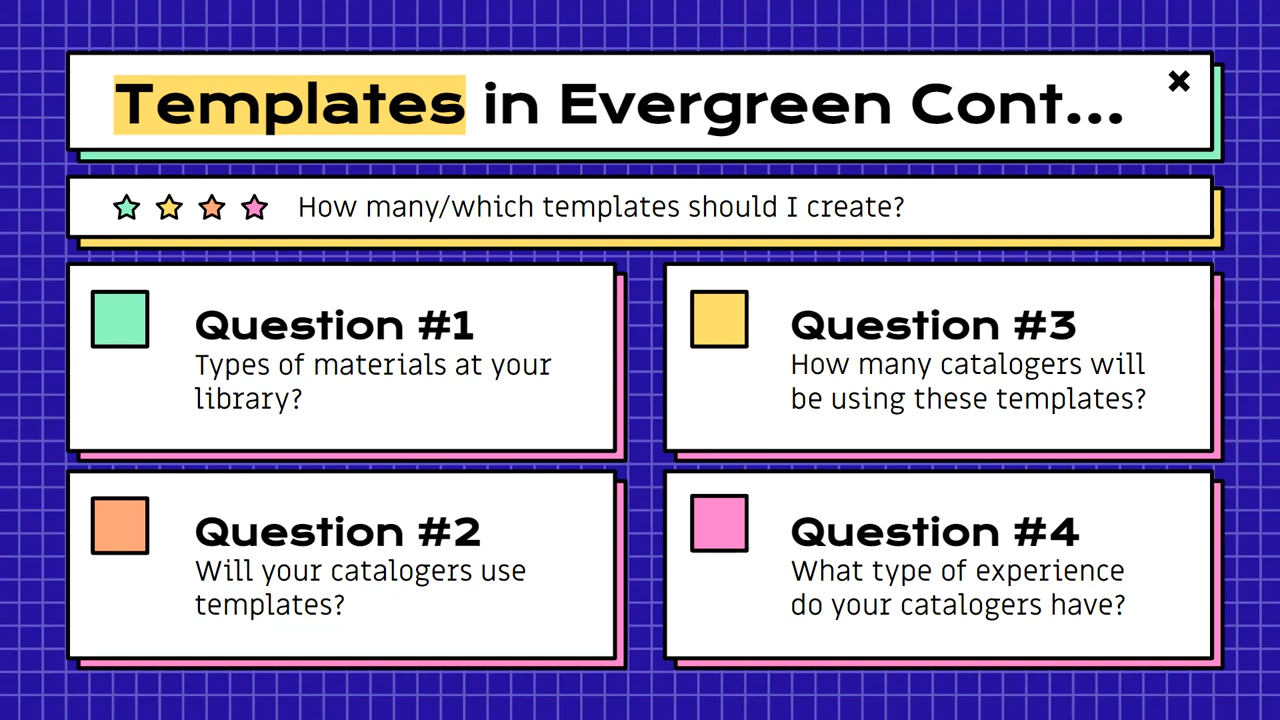 Templates in Evergreen Cont...
How many/which templates should I create?
Question #1
Types of materials at your
library?
Question #2
Will your catalogers use
templates?
Question #3
How many catalogers will
be using these templates?
Question #4
What type of experience
do your catalogers have?